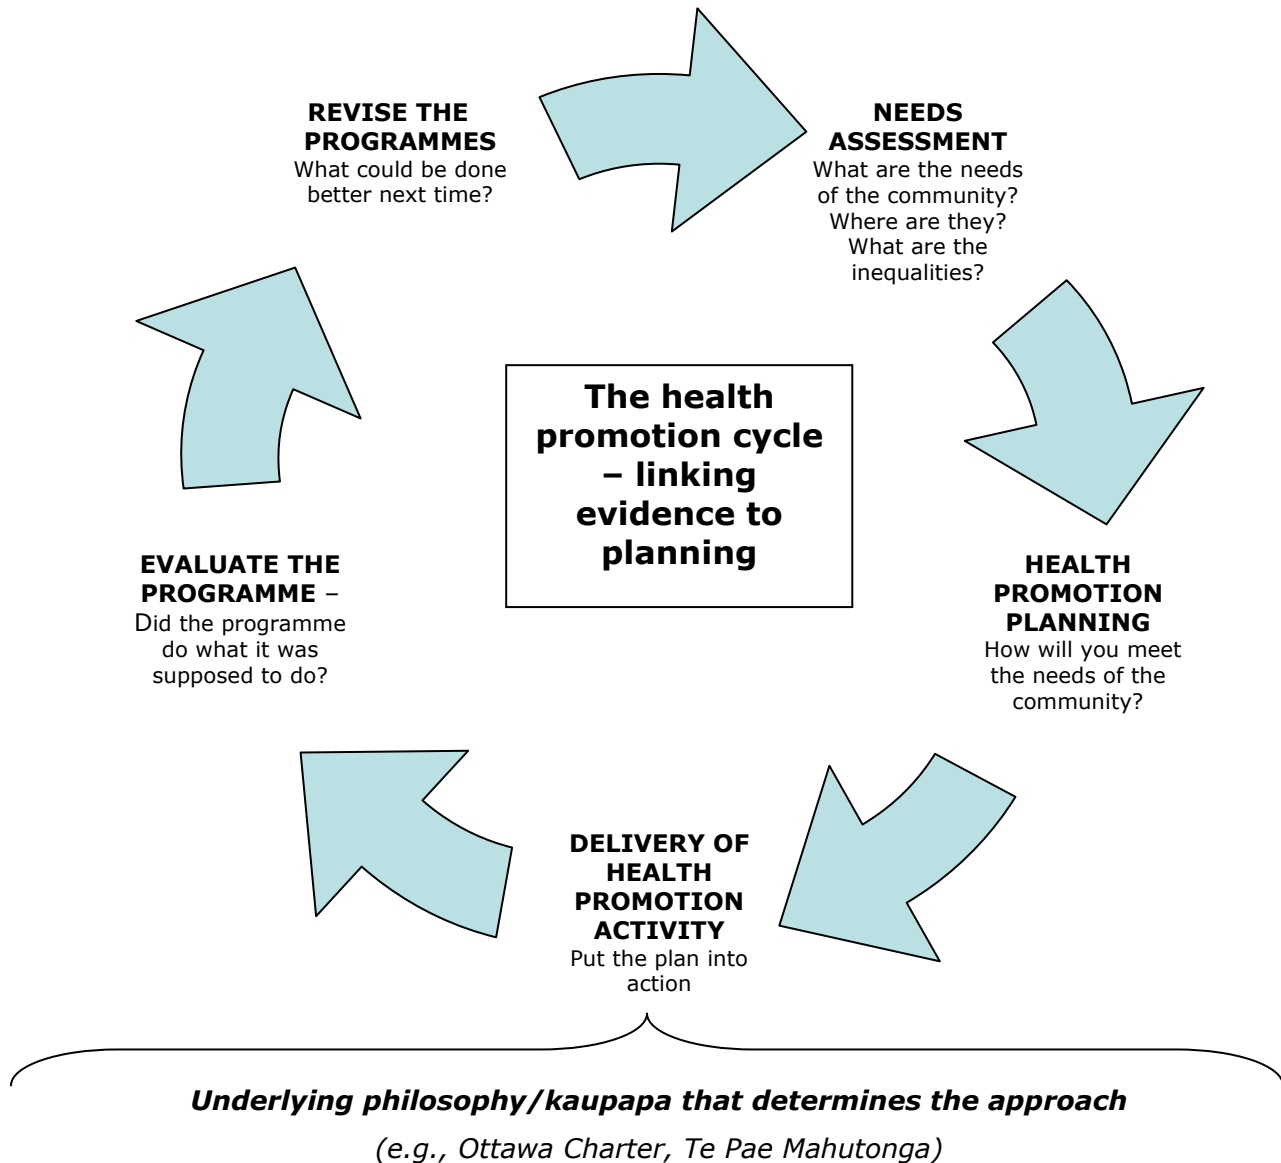 REVISE THE
PROGRAMMES
What could be done
better next time?
NEEDS
ASSESSMENT
What are the needs
of the community?
Where are they?
What are the
inequalities?
The health
promotion cycle
– linking
evidence to
planning
EVALUATE THE
PROGRAMME –
Did the programme
do what it was
supposed to do?
HEALTH
PROMOTION
PLANNING
How will you meet
the needs of the
community?
DELIVERY OF
HEALTH
PROMOTION
ACTIVITY
Put the plan into
action
Underlying philosophy/kaupapa that determines the approach
(e.g., Ottawa Charter, Te Pae Mahutonga)